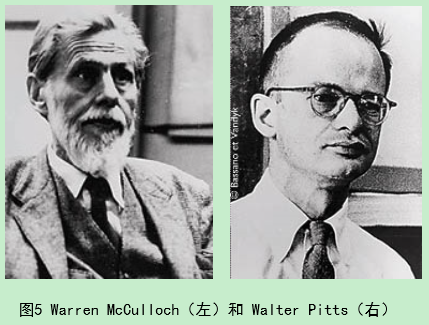 © Bassano et Vandyk
图5 Warren McCulloch（左）和 Walter Pitts（右）